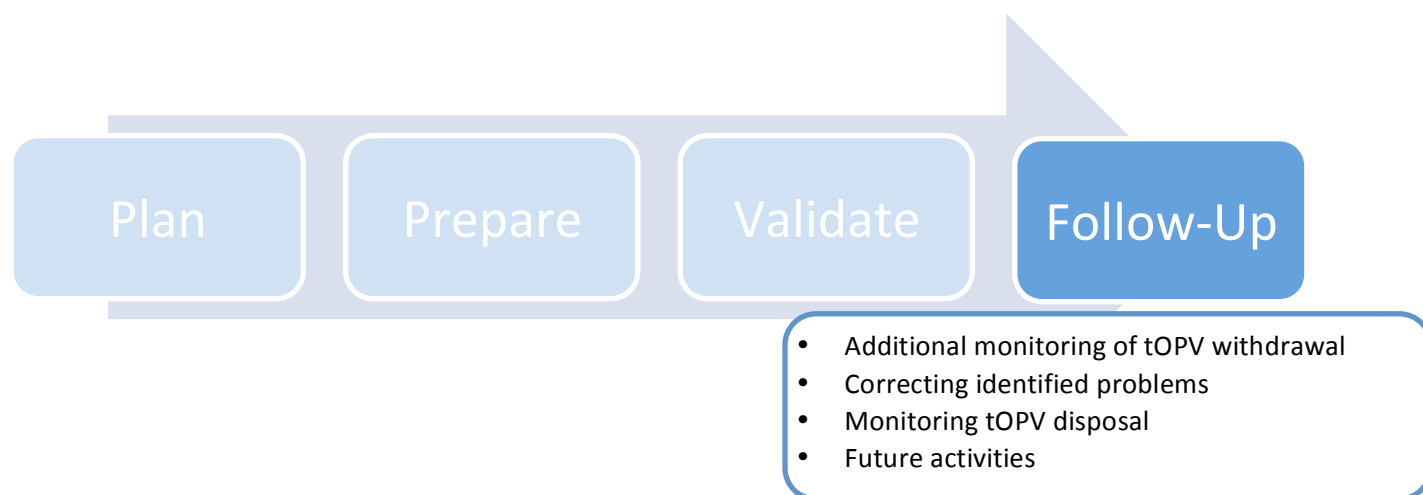 Plan
Prepare
Validate
Follow-Up
• Additional monitoring of tOPV withdrawal
• Correcting identified problems
• Monitoring tOPV disposal
• Future activities